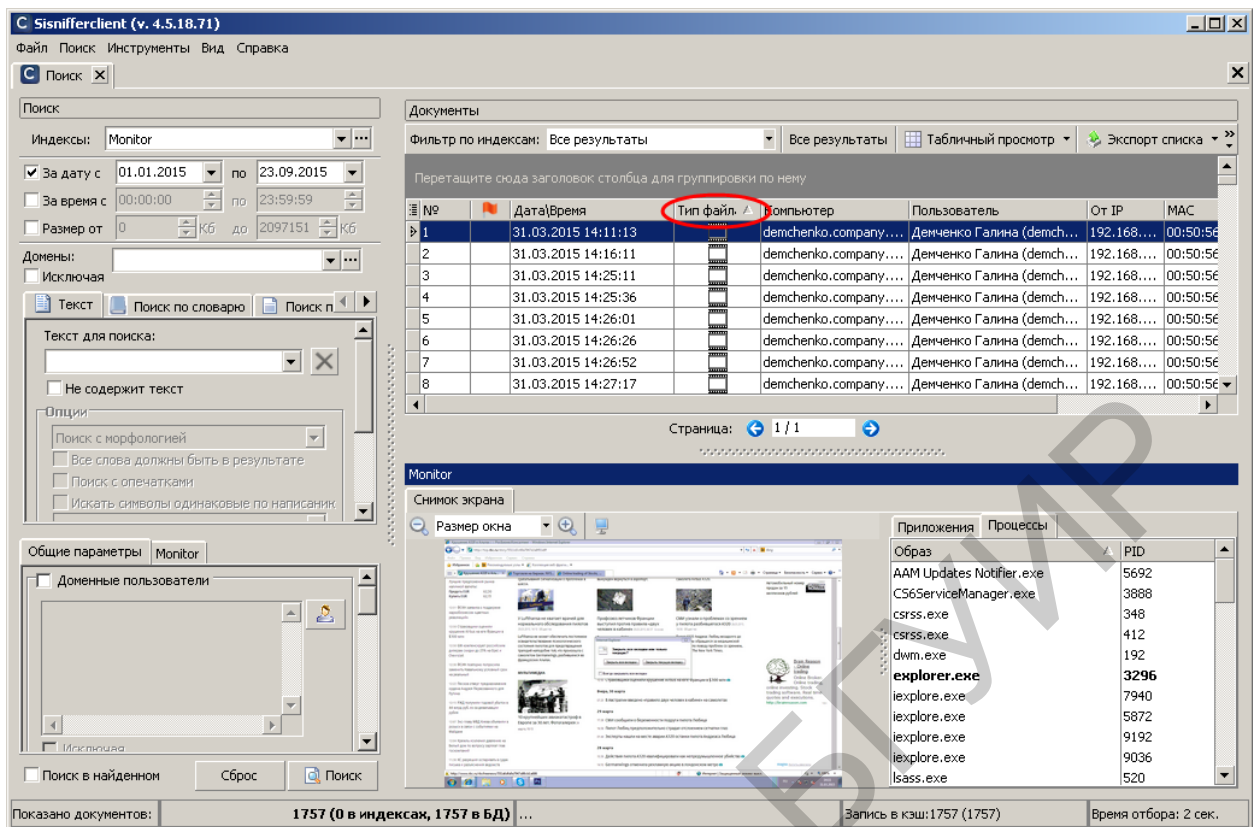 Sisnifferclient (v. 4.5.18.71)
Файл Поиск Инструменты Вид Справка
Поиск
Поиск
Индексы: Monitor
За дату с 01.01.2015 по 23.09.2015
За время с 00:00:00 по 23:59:59
Размер от 0 Кб до 2097151 Кб
Домены:
Исключая
Текст Поиск по словарю Поиск п
Текст для поиска:
Не содержит текст
Опции
Поиск с морфологией
Все слова должны быть в результате
Поиск с опечатками
Искать символы одинаковые по написанин
Общие параметры Monitor
Доменные пользователи
Исключая
Поиск в найденном Сброс Поиск
Документы
Фильтр по индексам: Все результаты Все результаты Табличный просмотр Экспорт списка
Перетащите сюда заголовок столбца для группировки по нему
№ Дата\Время Тип файл. Компьютер Пользователь От IP MAC
1 31.03.2015 14:11:13 demchenko.company.... Демченко Галина (demch... 192.168.... 00:50:56
2 31.03.2015 14:16:11 demchenko.company.... Демченко Галина (demch... 192.168.... 00:50:56
3 31.03.2015 14:25:11 demchenko.company.... Демченко Галина (demch... 192.168.... 00:50:56
4 31.03.2015 14:25:36 demchenko.company.... Демченко Галина (demch... 192.168.... 00:50:56
5 31.03.2015 14:26:01 demchenko.company.... Демченко Галина (demch... 192.168.... 00:50:56
6 31.03.2015 14:26:26 demchenko.company.... Демченко Галина (demch... 192.168.... 00:50:56
7 31.03.2015 14:26:52 demchenko.company.... Демченко Галина (demch... 192.168.... 00:50:56
8 31.03.2015 14:27:17 demchenko.company.... Демченко Галина (demch... 192.168.... 00:50:56
Страница: 1 / 1
Monitor
Снимок экрана
Размер окна
Приложения Процессы
Образ PID
AAM Updates Notifier.exe 5692
CS6ServiceManager.exe 3888
csrss.exe 348
csrss.exe 412
dwm.exe 192
explorer.exe 3296
iexplore.exe 7940
iexplore.exe 5872
iexplore.exe 9192
iexplore.exe 9036
lsass.exe 520
Показано документов: 1757 (0 в индексах, 1757 в БД) ... Запись в кэш:1757 (1757) Время отбора: 2 сек.
БГУИР